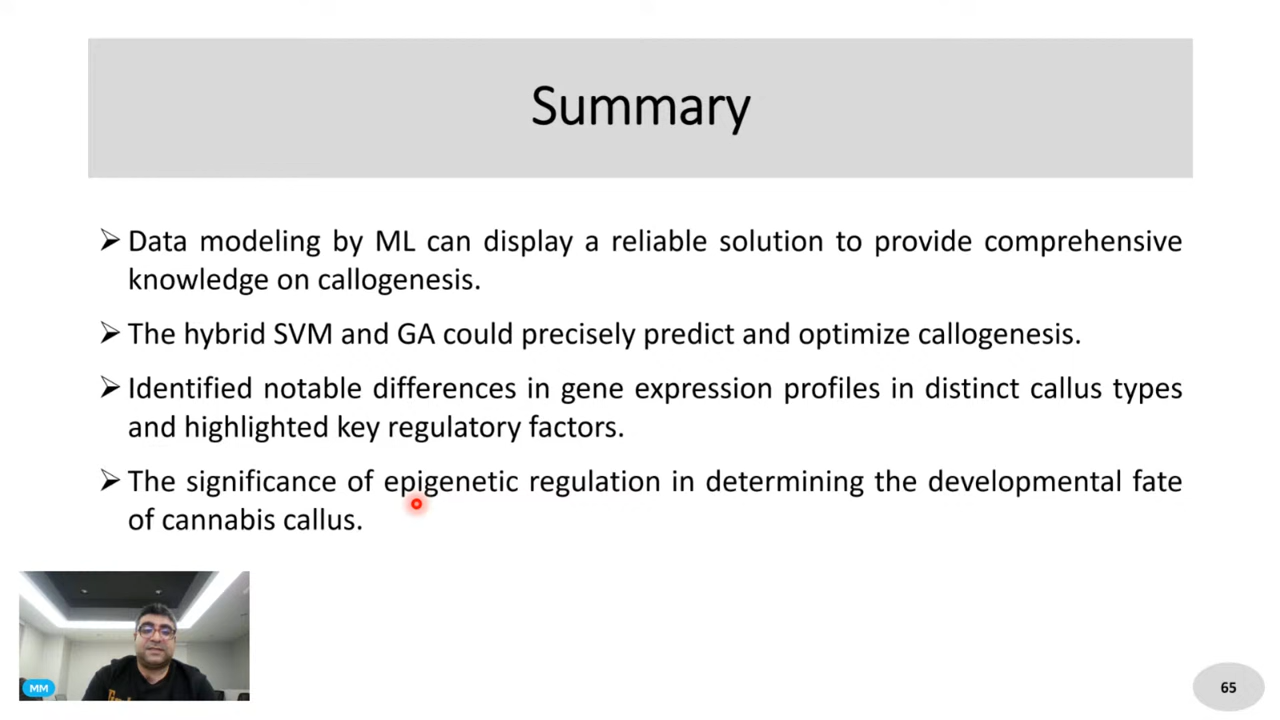 Summary
➢ Data modeling by ML can display a reliable solution to provide comprehensive
knowledge on callogenesis.
➢ The hybrid SVM and GA could precisely predict and optimize callogenesis.
➢ Identified notable differences in gene expression profiles in distinct callus types
and highlighted key regulatory factors.
➢ The significance of epigenetic regulation in determining the developmental fate
of cannabis callus.
MM
65